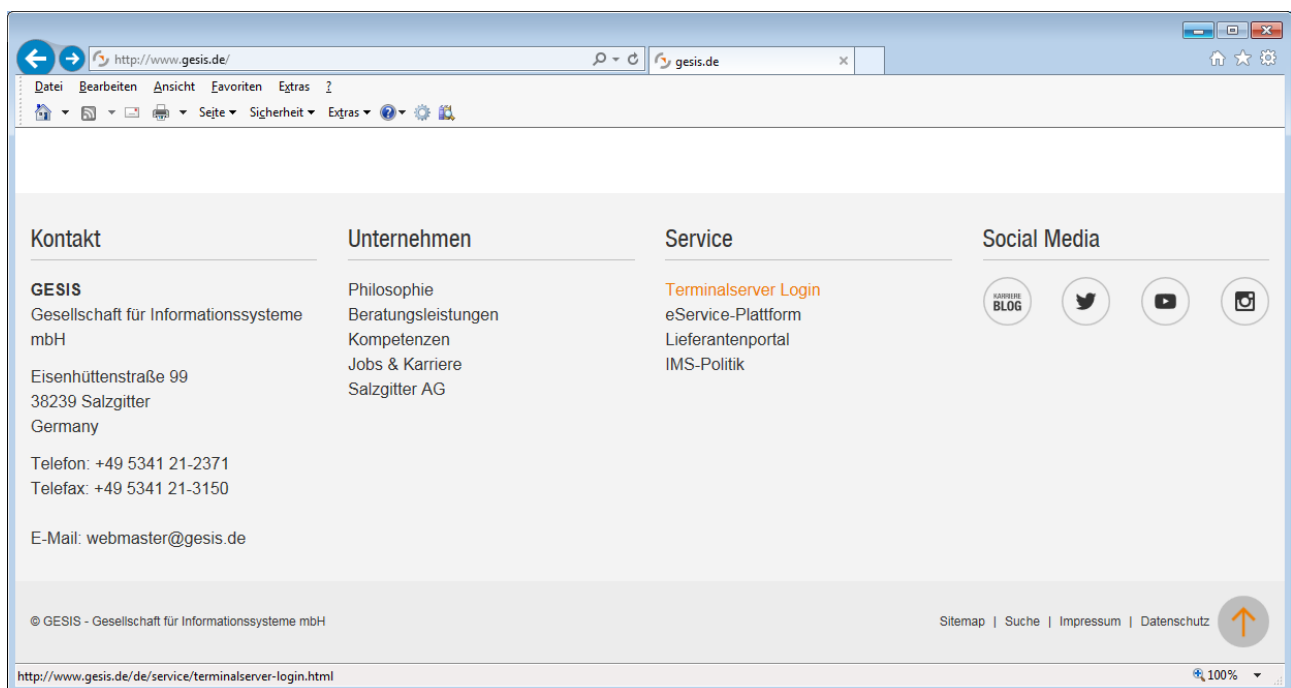 http://www.gesis.de/
gesis.de
Datei Bearbeiten Ansicht Favoriten Extras ?
Seite Sicherheit Extras
Kontakt
GESIS
Gesellschaft für Informationssysteme
mbH
Eisenhüttenstraße 99
38239 Salzgitter
Germany
Telefon: +49 5341 21-2371
Telefax: +49 5341 21-3150
E-Mail: webmaster@gesis.de
Unternehmen
Philosophie
Beratungsleistungen
Kompetenzen
Jobs & Karriere
Salzgitter AG
Service
Terminalserver Login
eService-Plattform
Lieferantenportal
IMS-Politik
Social Media
KARRIERE
BLOG
© GESIS - Gesellschaft für Informationssysteme mbH
Sitemap | Suche | Impressum | Datenschutz
http://www.gesis.de/de/service/terminalserver-login.html
100%